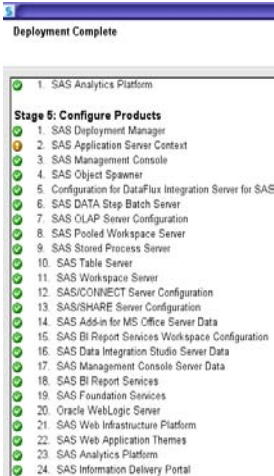 Deployment Complete
1. SAS Analytics Platform
Stage 5: Configure Products
1. SAS Deployment Manager
2. SAS Application Server Context
3. SAS Management Console
4. SAS Object Spawner
5. Configuration for DataFlux Integration Server for SAS
6. SAS DATA Step Batch Server
7. SAS OLAP Server Configuration
8. SAS Pooled Workspace Server
9. SAS Stored Process Server
10. SAS Table Server
11. SAS Workspace Server
12. SAS/CONNECT Server Configuration
13. SAS/SHARE Server Configuration
14. SAS Add-in for MS Office Server Data
15. SAS BI Report Services Workspace Configuration
16. SAS Data Integration Studio Server Data
17. SAS Management Console Server Data
18. SAS BI Report Services
19. SAS Foundation Services
20. Oracle WebLogic Server
21. SAS Web Infrastructure Platform
22. SAS Web Application Themes
23. SAS Analytics Platform
24. SAS Information Delivery Portal